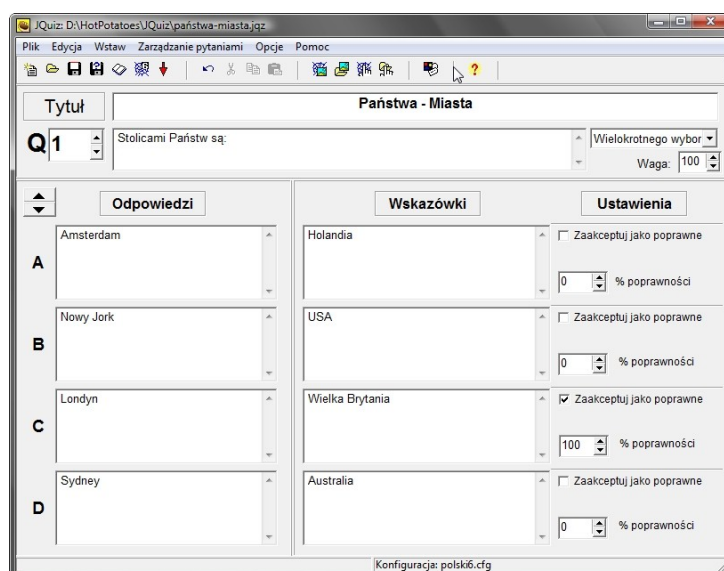 JQuiz: D:\HotPotatoes\JQuiz\państwa-miasta.jqz
Plik Edycja Wstaw Zarządzanie pytaniami Opcje Pomoc
Tytuł Państwa - Miasta
Q 1 Stolicami Państw są: Wielokrotnego wybor
Waga: 100
Odpowiedzi Wskazówki Ustawienia
A Amsterdam Holandia Zaakceptuj jako poprawne
0 % poprawności
B Nowy Jork USA Zaakceptuj jako poprawne
0 % poprawności
C Londyn Wielka Brytania Zaakceptuj jako poprawne
100 % poprawności
D Sydney Australia Zaakceptuj jako poprawne
0 % poprawności
Konfiguracja: polski6.cfg